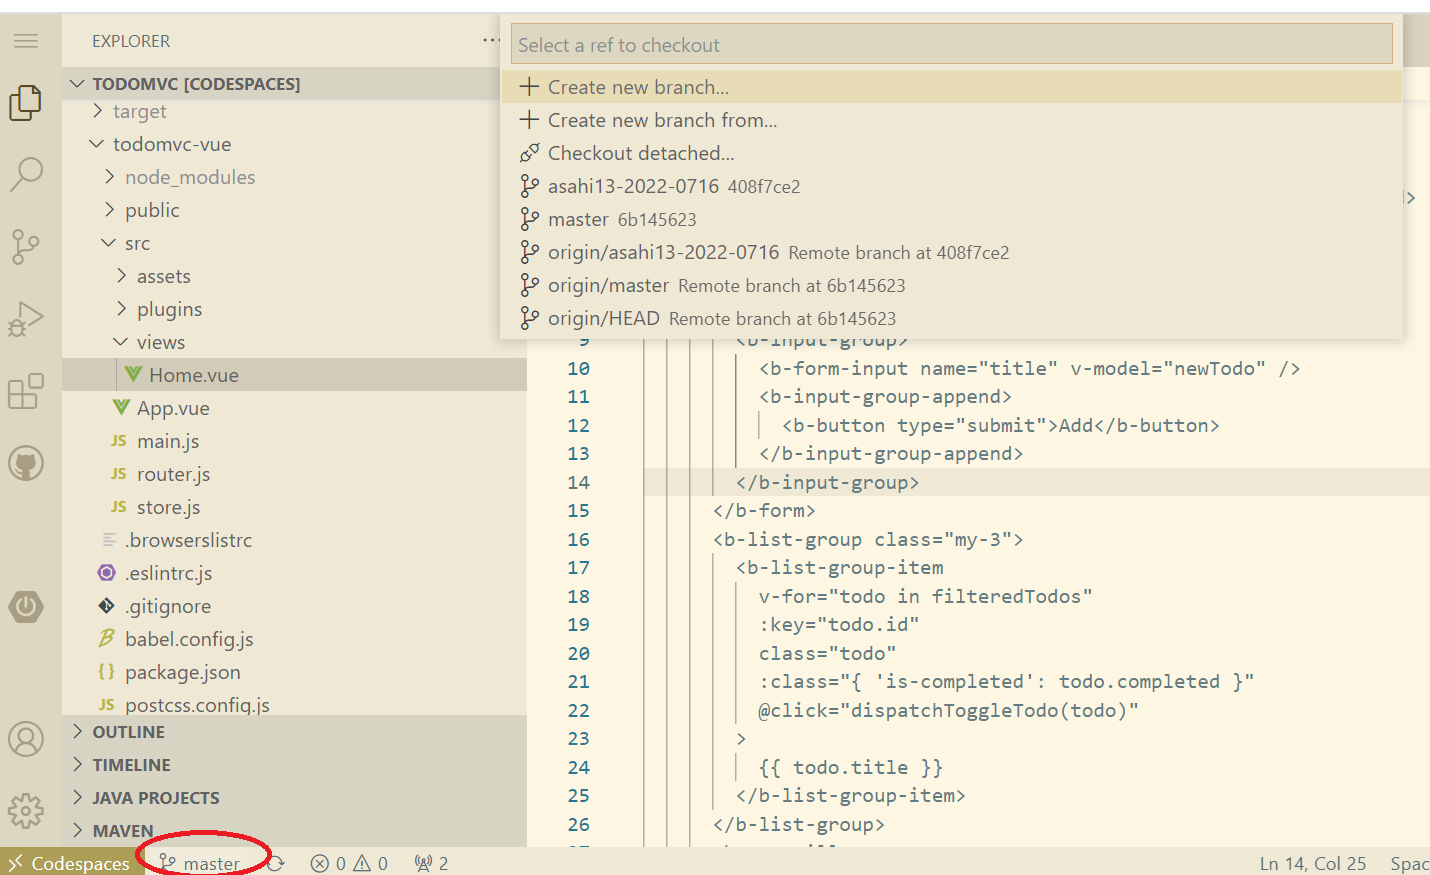 EXPLORER
TODOMVC [CODESPACES]
target
todomvc-vue
node_modules
public
src
assets
plugins
views
Home.vue
App.vue
JS main.js
JS router.js
JS store.js
.browserslistrc
.eslintrc.js
.gitignore
babel.config.js
{} package.json
JS postcss.config.js
OUTLINE
TIMELINE
JAVA PROJECTS
MAVEN
Select a ref to checkout
Create new branch...
Create new branch from...
Checkout detached...
asahi13-2022-0716 408f7ce2
master 6b145623
origin/asahi13-2022-0716 Remote branch at 408f7ce2
origin/master Remote branch at 6b145623
origin/HEAD Remote branch at 6b145623
>
9 <b-input-group>
10 <b-form-input name="title" v-model="newTodo" />
11 <b-input-group-append>
12 <b-button type="submit">Add</b-button>
13 </b-input-group-append>
14 </b-input-group>
15 </b-form>
16 <b-list-group class="my-3">
17 <b-list-group-item
18 v-for="todo in filteredTodos"
19 :key="todo.id"
20 class="todo"
21 :class="{ 'is-completed': todo.completed }"
22 @click="dispatchToggleTodo(todo)"
23 >
24 {{ todo.title }}
25 </b-list-group-item>
26 </b-list-group>
Codespaces master 0 0 2 Ln 14, Col 25 Spac